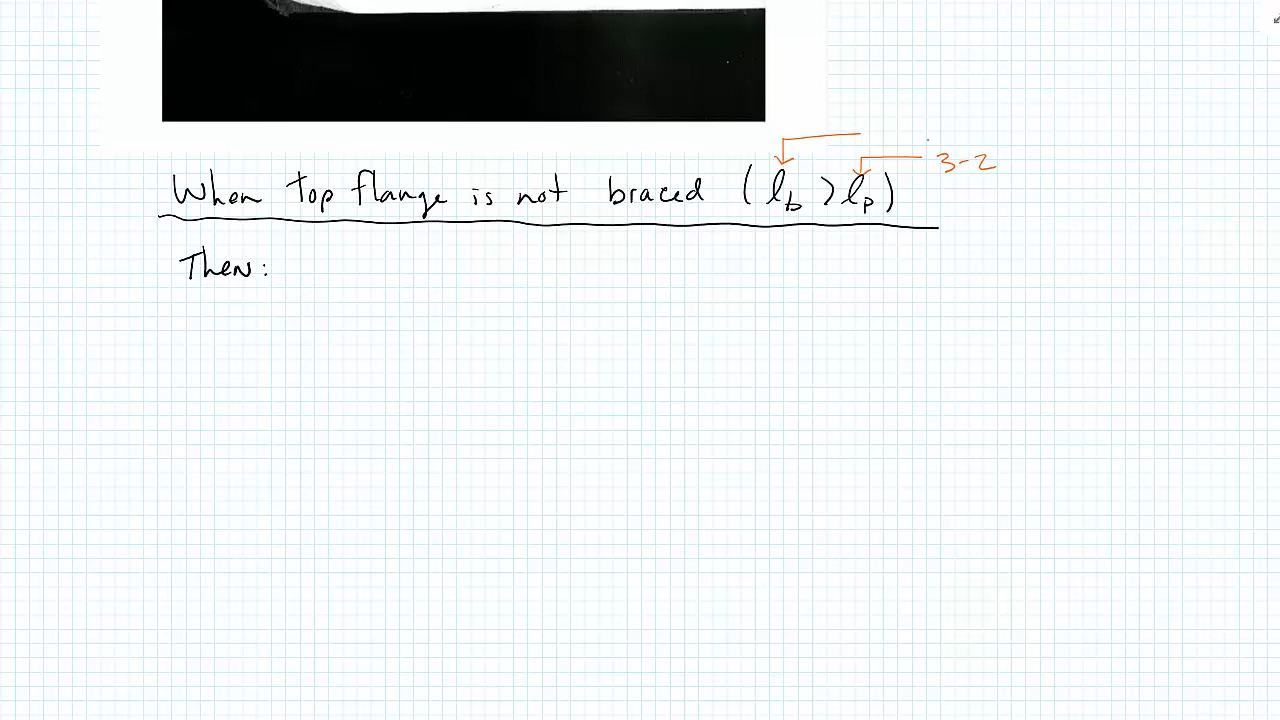 3-2
When top flange is not braced (lb > lp)
Then: